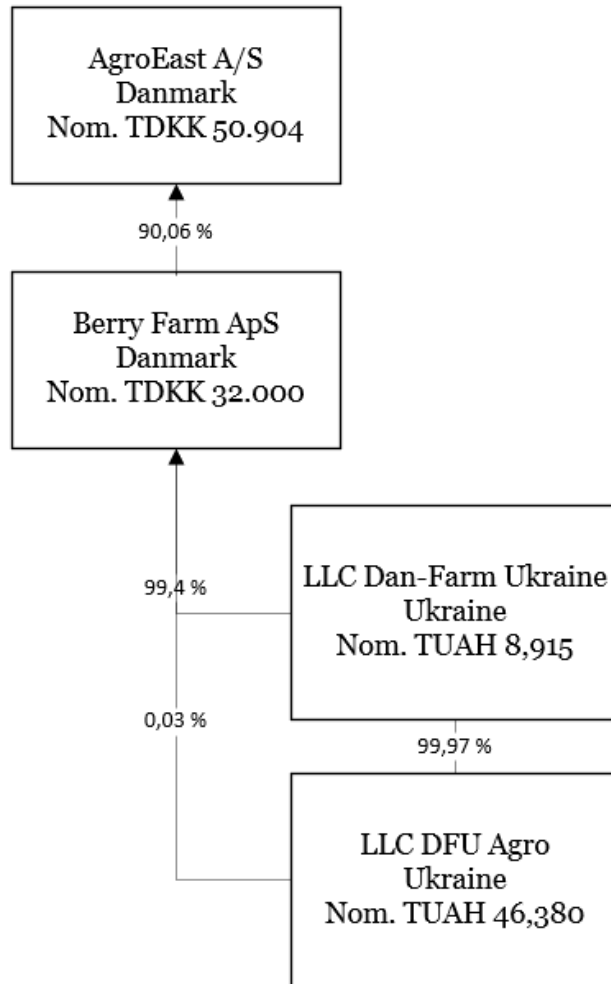 AgroEast A/S
Danmark
Nom. TDKK 50.904
90,06 %
Berry Farm ApS
Danmark
Nom. TDKK 32.000
99,4 %
LLC Dan-Farm Ukraine
Ukraine
Nom. TUAH 8,915
0,03 %
99,97 %
LLC DFU Agro
Ukraine
Nom. TUAH 46,380